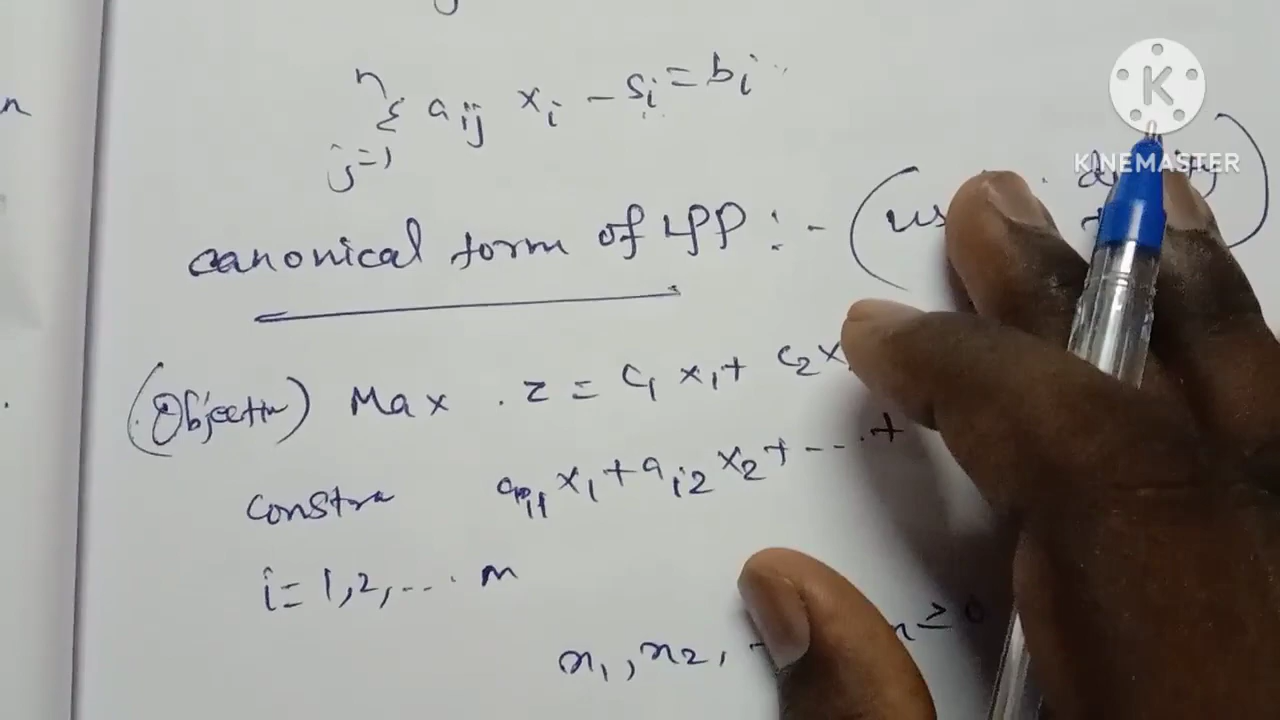 n
Σ aij xi - si = bi
j=1
canonical form of LPP :- (
(Objective) Max . z = c1 x1 + c2 x
constra ai1 x1 + ai2 x2 + --- +
i = 1,2, ... m
x1, x2, ≥ 0
n
KINEMASTER